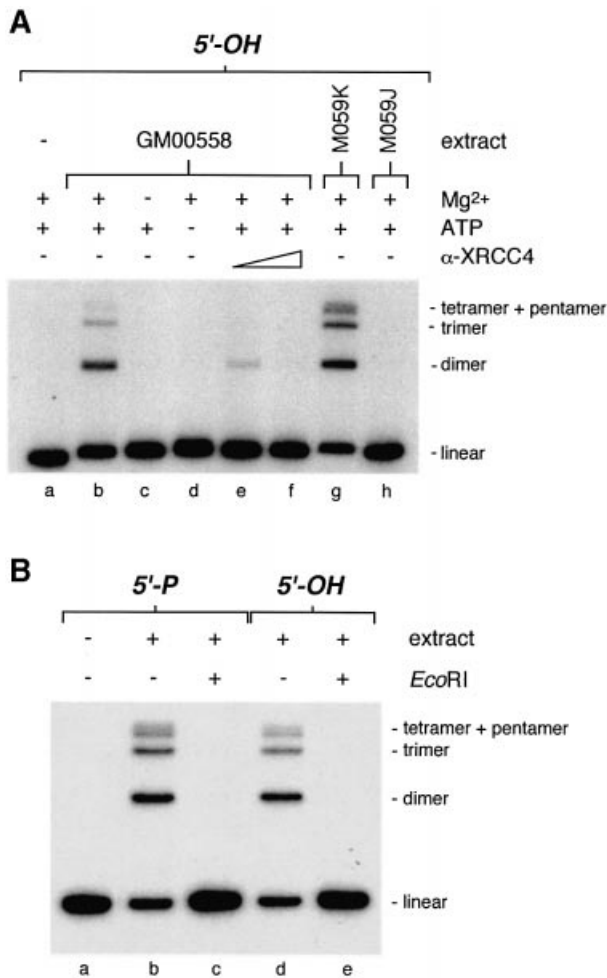 A
5'-OH
M059K
M059J
- GM00558 extract
+ + - + + + + + Mg2+
+ + + - + + + + ATP
- - - - - - α-XRCC4
- tetramer + pentamer
- trimer
- dimer
- linear
a b c d e f g h
B
5'-P 5'-OH
- + + + + extract
- - + - + EcoRI
- tetramer + pentamer
- trimer
- dimer
- linear
a b c d e